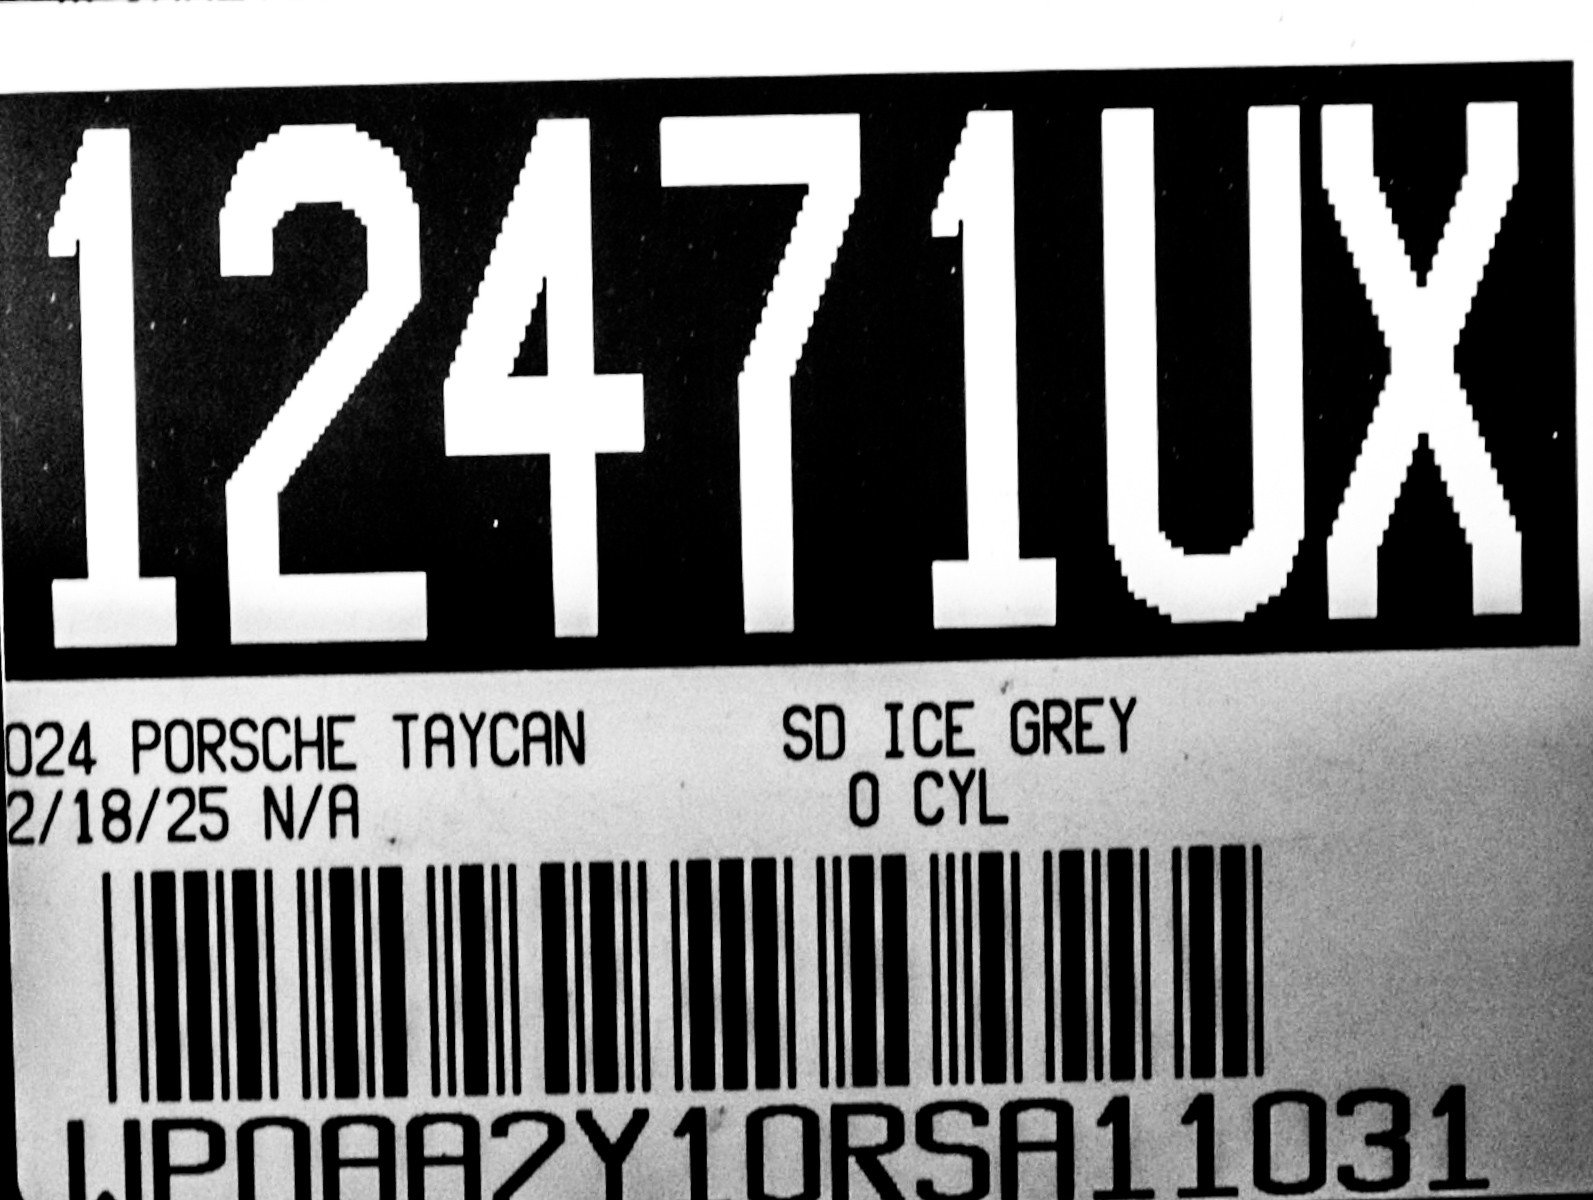 12471UX
024 PORSCHE TAYCAN SD ICE GREY
2/18/25 N/A 0 CYL
WP0AA2Y10RSA11031